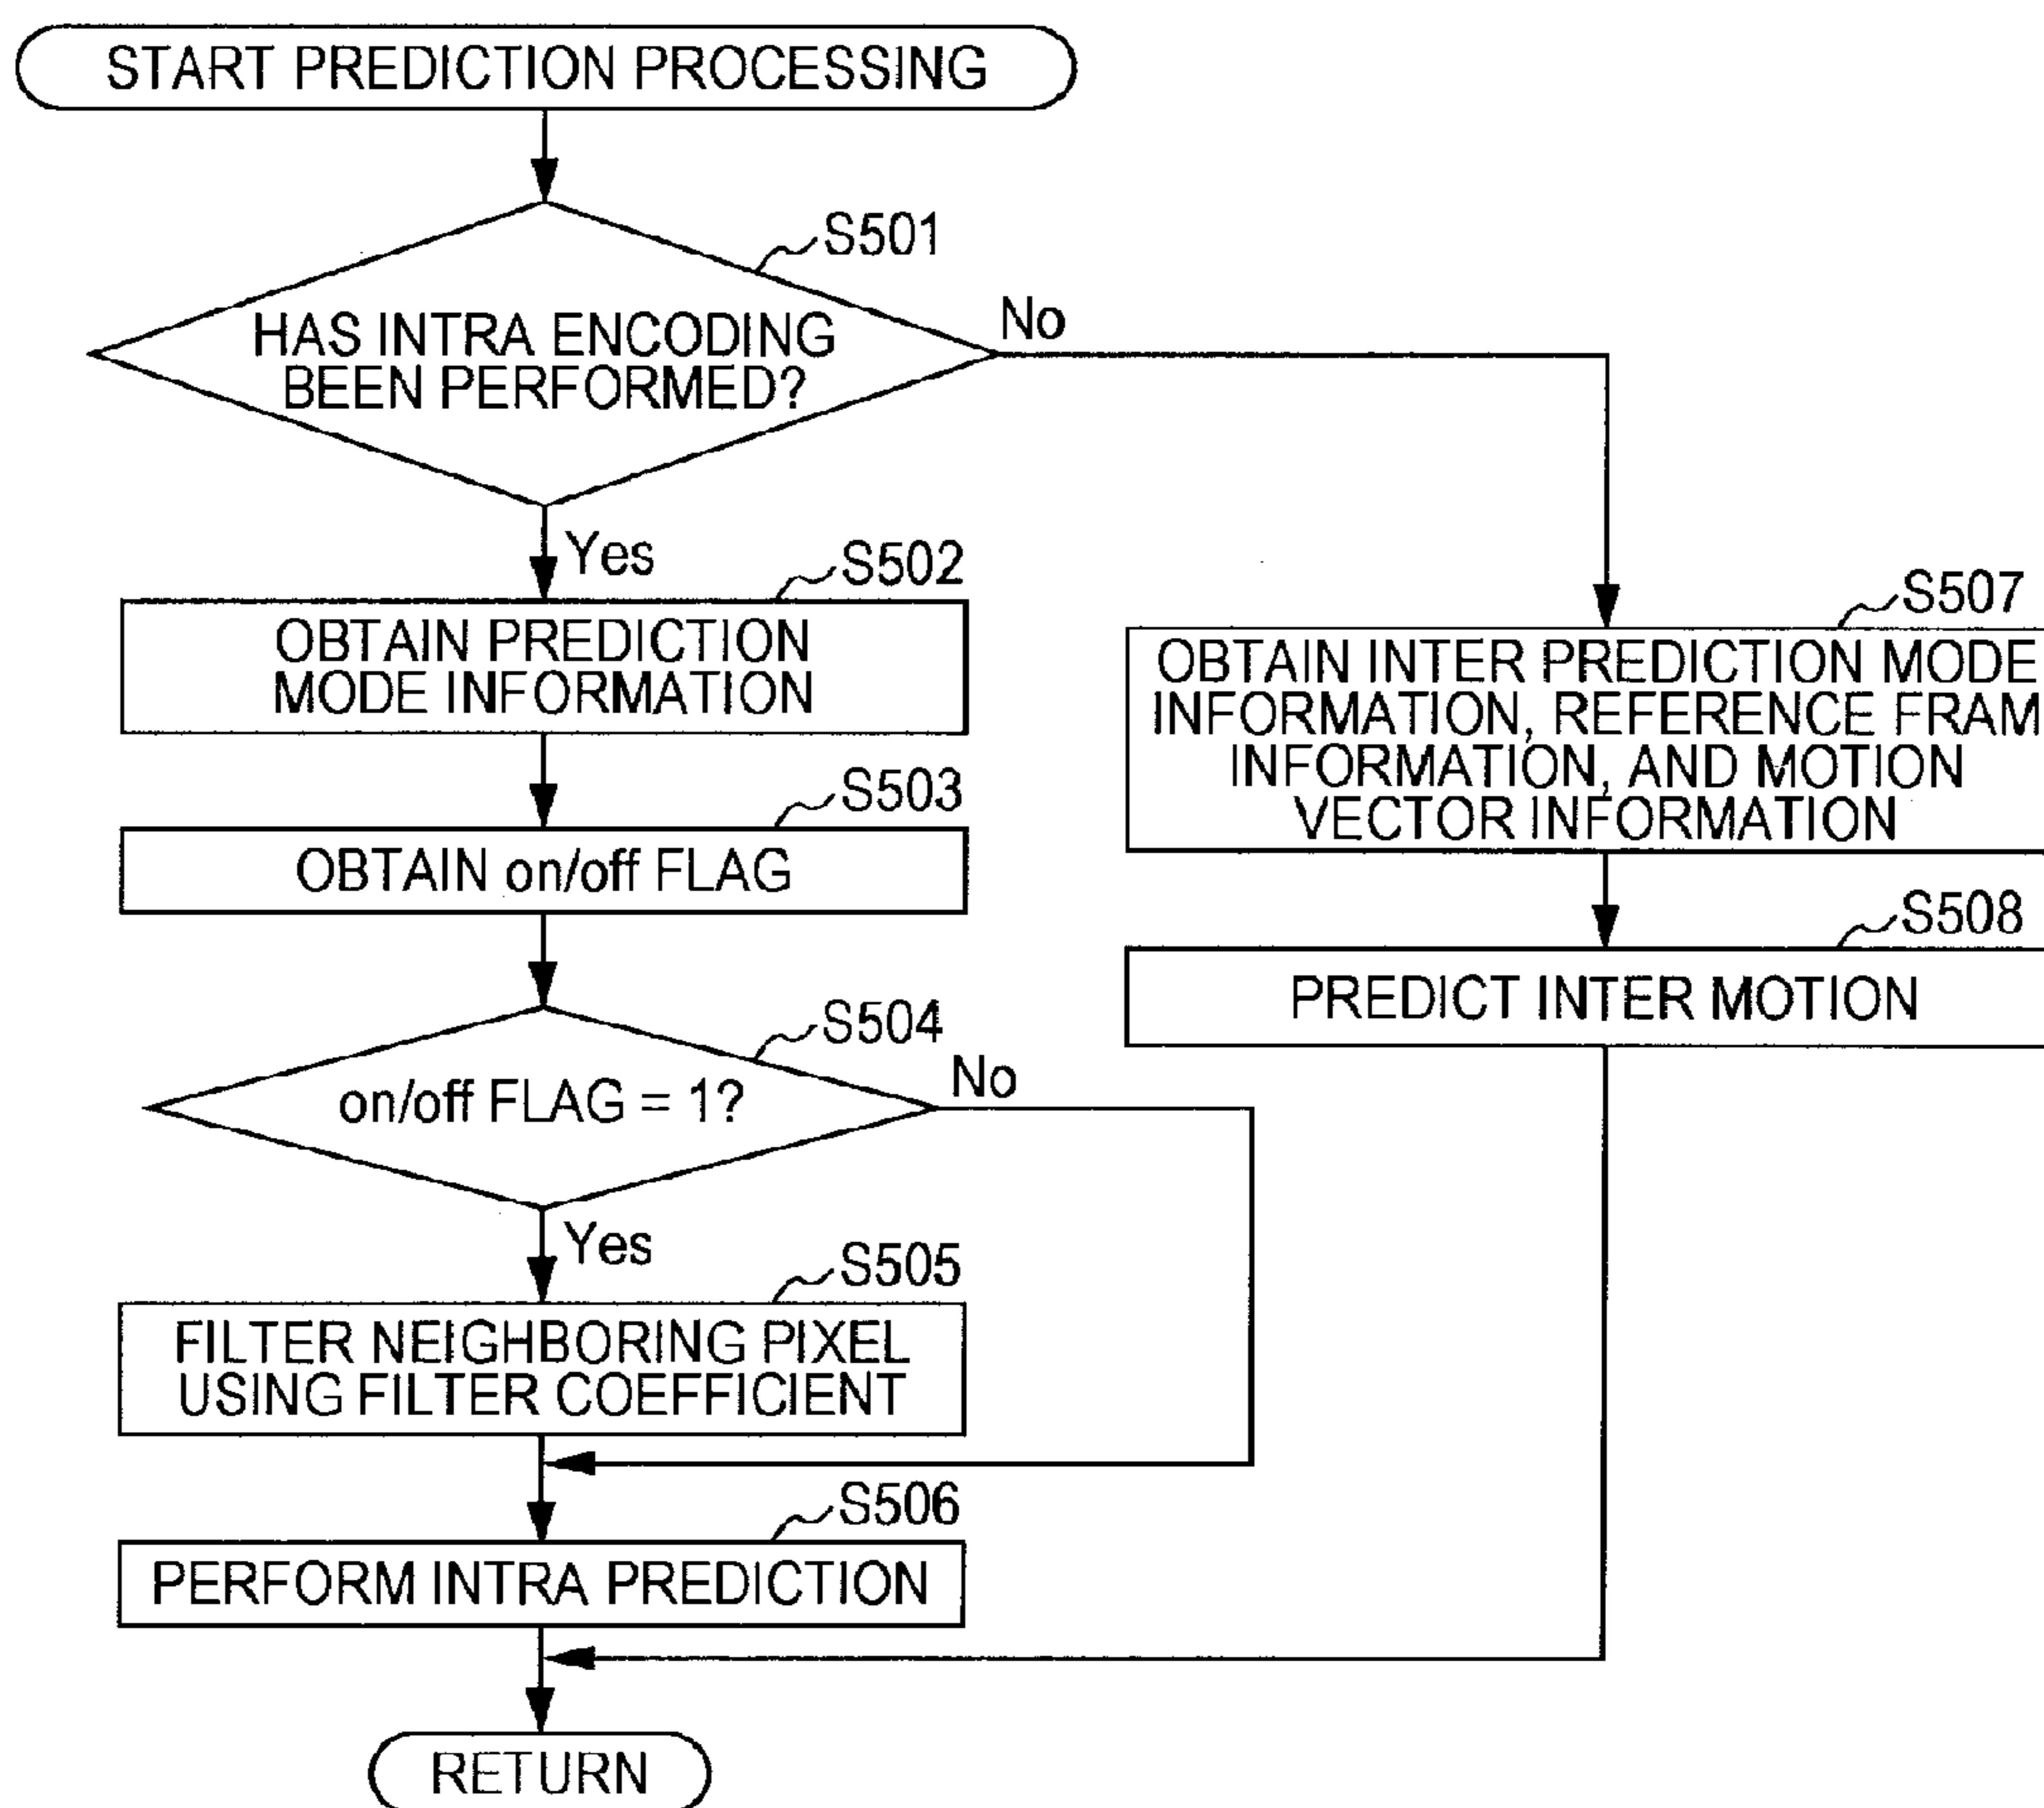 START PREDICTION PROCESSING
S501
HAS INTRA ENCODING
BEEN PERFORMED?
No
Yes
S502
OBTAIN PREDICTION
MODE INFORMATION
S503
OBTAIN on/off FLAG
S504
on/off FLAG = 1?
No
Yes
S505
FILTER NEIGHBORING PIXEL
USING FILTER COEFFICIENT
S506
PERFORM INTRA PREDICTION
S507
OBTAIN INTER PREDICTION MODE
INFORMATION, REFERENCE FRAM
INFORMATION, AND MOTION
VECTOR INFORMATION
S508
PREDICT INTER MOTION
RETURN